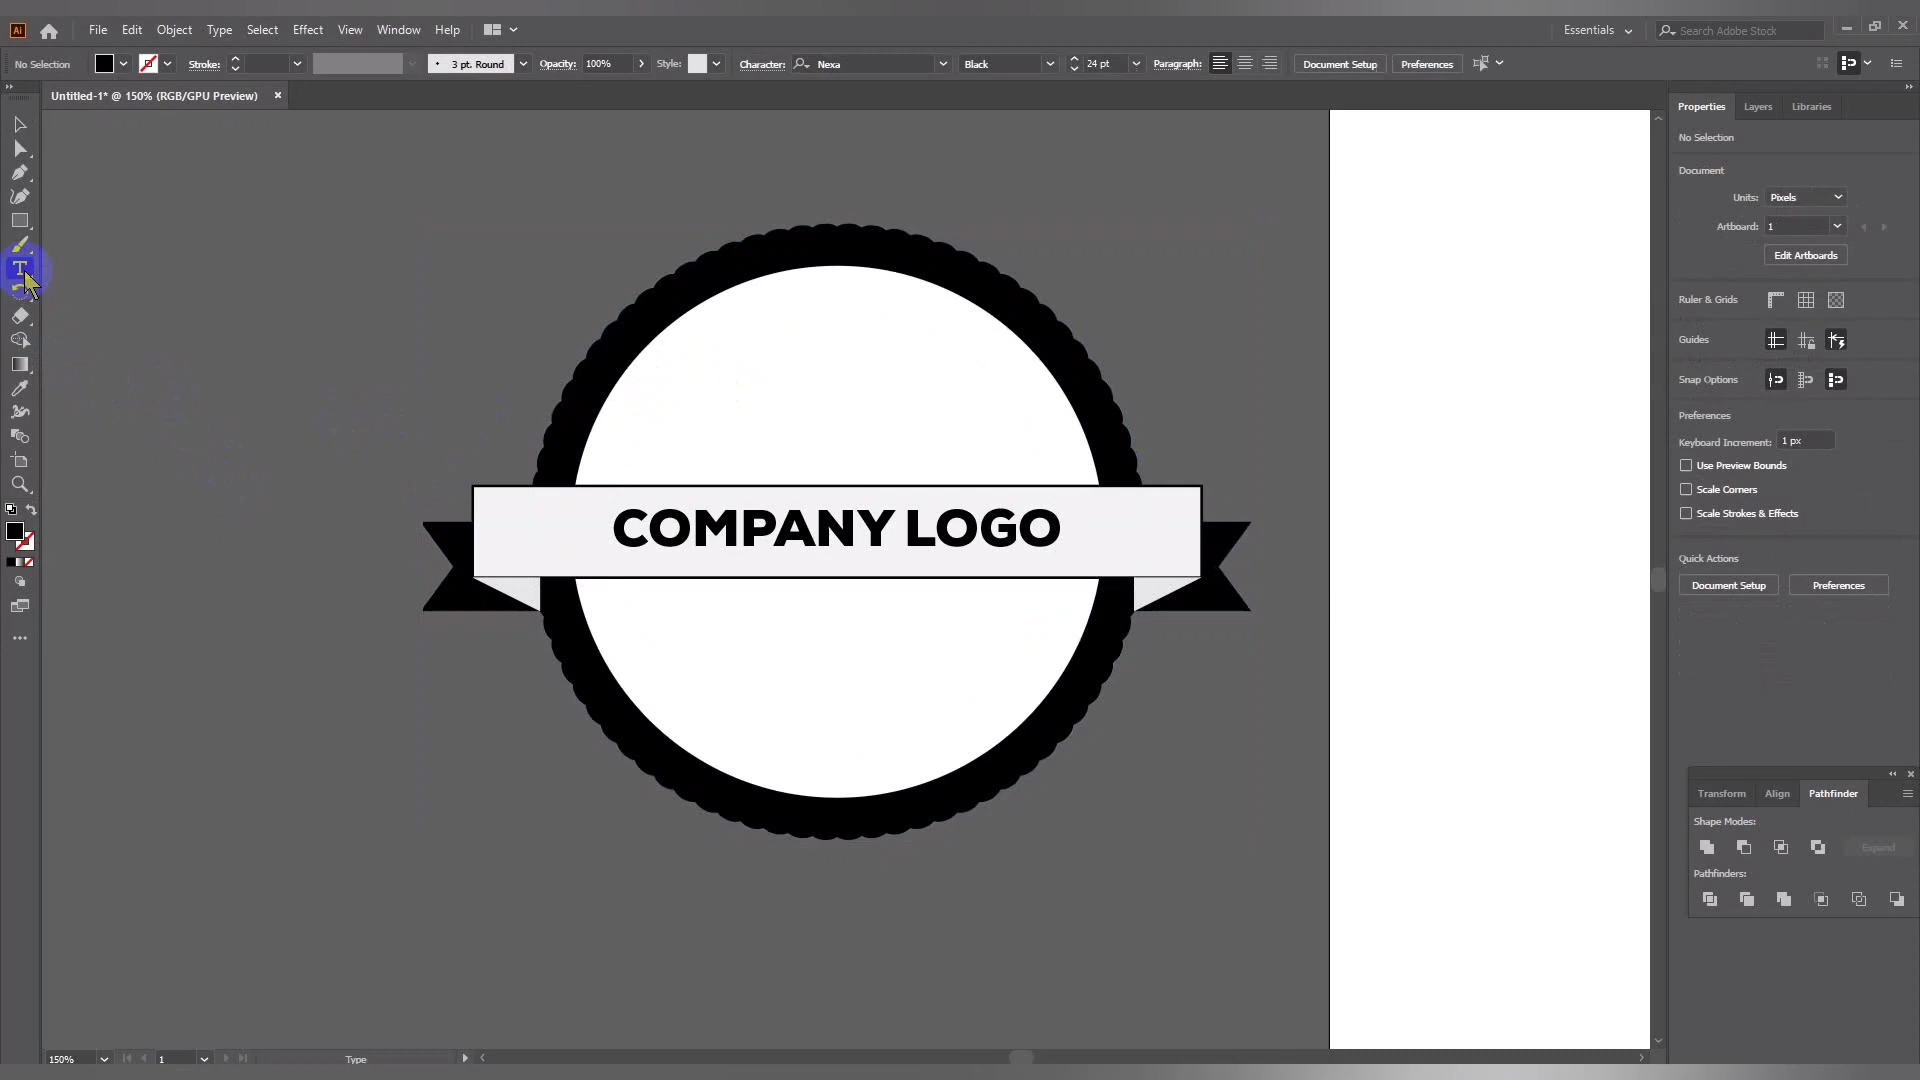 Ai File Edit Object Type Select Effect View Window Help Essentials Search Adobe Stock
No Selection Stroke: 3 pt. Round Opacity: 100% Style: Character: Nexa Black 24 pt Paragraph: Document Setup Preferences
Untitled-1* @ 150% (RGB/GPU Preview) ×
Properties Layers Libraries
No Selection
Document
Units: Pixels
Artboard: 1
Edit Artboards
Ruler & Grids
Guides
Snap Options
Preferences
Keyboard Increment: 1 px
Use Preview Bounds
Scale Corners
Scale Strokes & Effects
COMPANY LOGO
Quick Actions
Document Setup Preferences
Transform Align Pathfinder
Shape Modes:
Expand
Pathfinders:
150% 1 Type